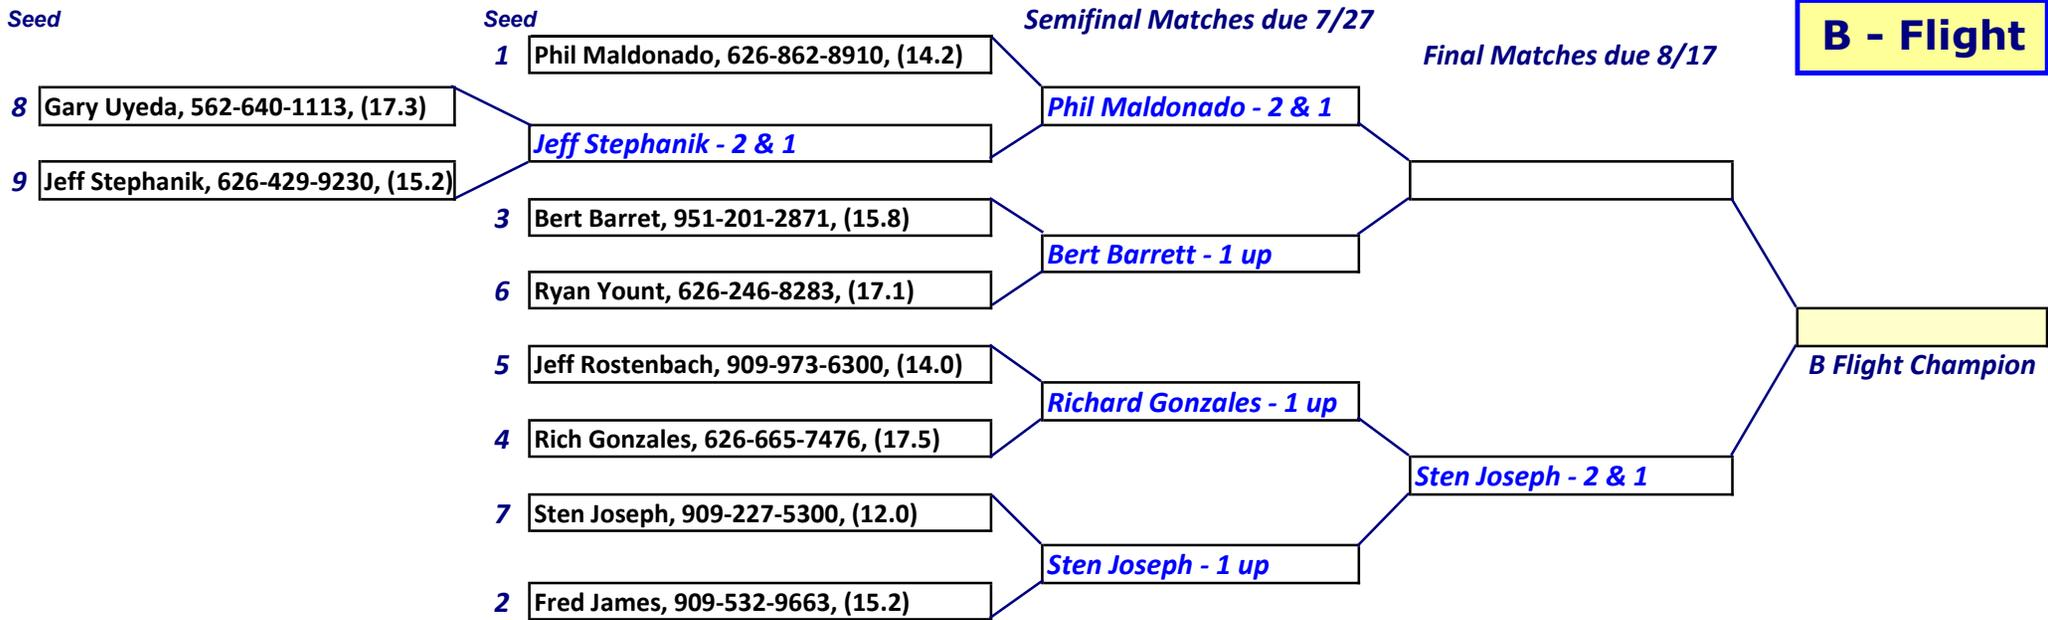 Seed
Seed
Semifinal Matches due 7/27
B - Flight
1
Phil Maldonado, 626-862-8910, (14.2)
Final Matches due 8/17
8
Gary Uyeda, 562-640-1113, (17.3)
Phil Maldonado - 2 & 1
Jeff Stephanik - 2 & 1
9
Jeff Stephanik, 626-429-9230, (15.2)
3
Bert Barret, 951-201-2871, (15.8)
Bert Barrett - 1 up
6
Ryan Yount, 626-246-8283, (17.1)
5
Jeff Rostenbach, 909-973-6300, (14.0)
B Flight Champion
Richard Gonzales - 1 up
4
Rich Gonzales, 626-665-7476, (17.5)
Sten Joseph - 2 & 1
7
Sten Joseph, 909-227-5300, (12.0)
Sten Joseph - 1 up
2
Fred James, 909-532-9663, (15.2)